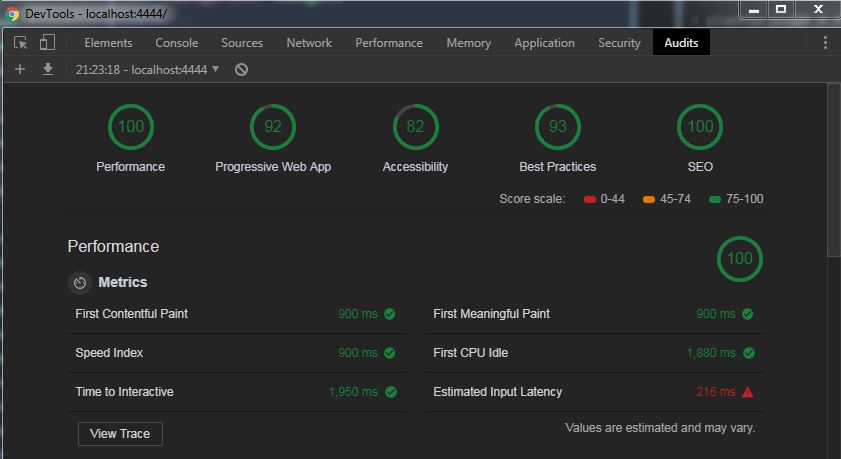 DevTools - localhost:4444/
Elements Console Sources Network Performance Memory Application Security Audits
21:23:18 - localhost:4444
100 92 82 93 100
Performance Progressive Web App Accessibility Best Practices SEO
Score scale: 0-44 45-74 75-100
Performance 100
Metrics
First Contentful Paint 900 ms First Meaningful Paint 900 ms
Speed Index 900 ms First CPU Idle 1,880 ms
Time to Interactive 1,950 ms Estimated Input Latency 216 ms
View Trace Values are estimated and may vary.